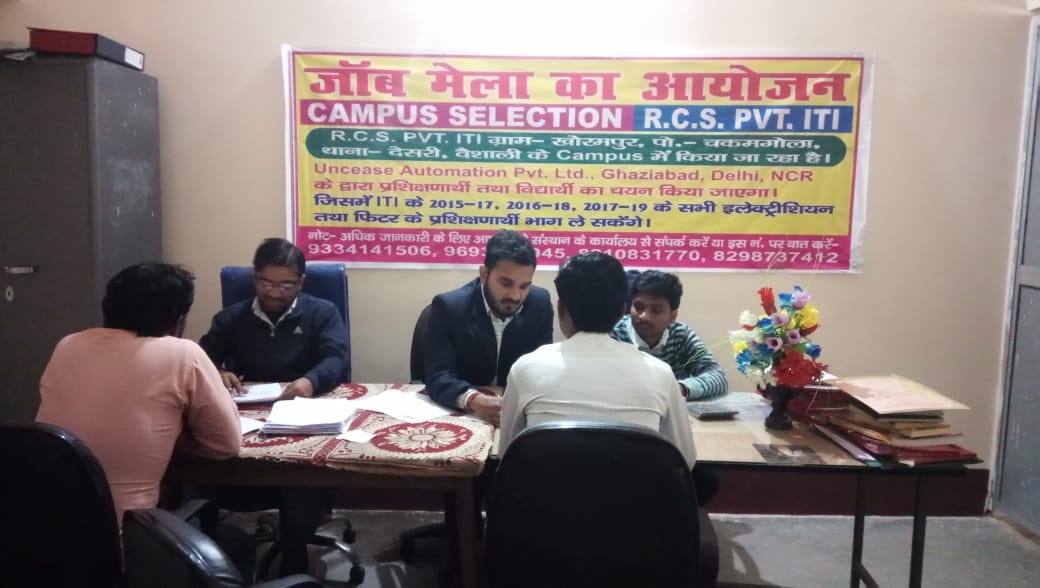 जॉब मेला का आयोजन
CAMPUS SELECTION R.C.S. PVT. ITI
R.C.S. PVT. ITI ग्राम- खोरमपुर, पो.- चकमगोला,
थाना- देसरी, वैशाली के Campus में किया जा रहा है।
Uncease Automation Pvt. Ltd., Ghaziabad, Delhi, NCR
के द्वारा प्रशिक्षणार्थी तथा विद्यार्थी का चयन किया जाएगा।
जिसमें ITI के 2015-17, 2016-18, 2017-19 के सभी इलेक्ट्रीशियन
तथा फिटर के प्रशिक्षणार्थी भाग ले सकेंगे।
नोट- अधिक जानकारी के लिए संस्थान के कार्यालय से संपर्क करें या इस नं. पर बात करें-
9334141506, 8298737412